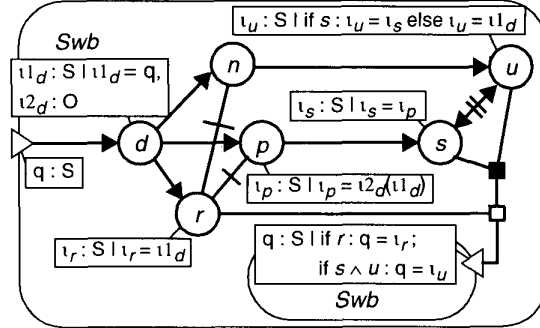 ιu : S | if s : ιu = ιs else ιu = ι1d
Swb
ι1d : S | ι1d = q,
ι2d : O
n
u
ιs : S | ιs = ιp
d
p
s
q : S
ιp : S | ιp = ι2d(ι1d)
r
ιr : S | ιr = ι1d
q : S | if r : q = ιr ;
if s ∧ u : q = ιu
Swb